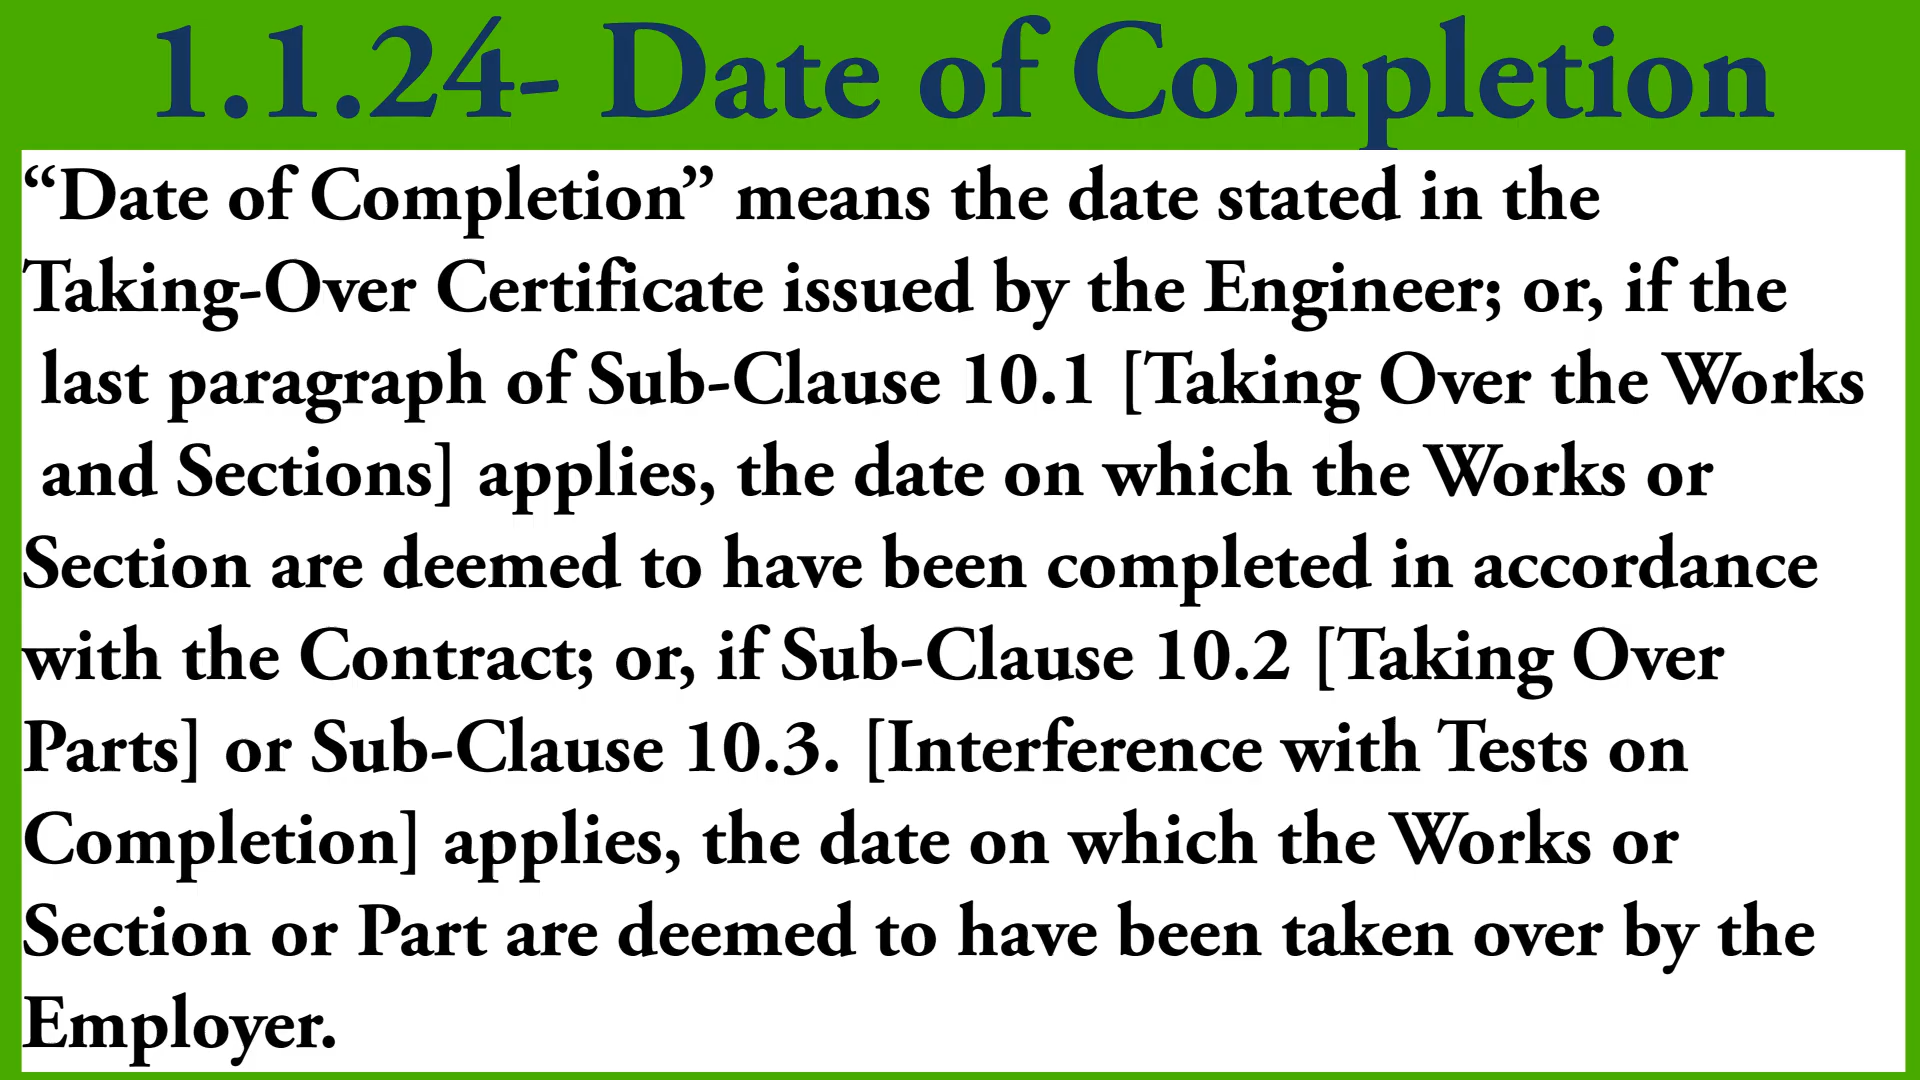 1.1.24- Date of Completion
“Date of Completion” means the date stated in the
Taking-Over Certificate issued by the Engineer; or, if the
last paragraph of Sub-Clause 10.1 [Taking Over the Works
and Sections] applies, the date on which the Works or
Section are deemed to have been completed in accordance
with the Contract; or, if Sub-Clause 10.2 [Taking Over
Parts] or Sub-Clause 10.3. [Interference with Tests on
Completion] applies, the date on which the Works or
Section or Part are deemed to have been taken over by the
Employer.